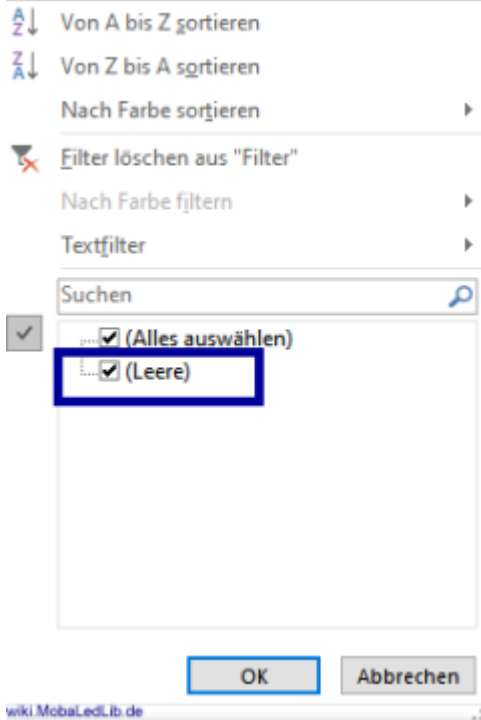 Von A bis Z sortieren
Von Z bis A sortieren
Nach Farbe sortieren
Filter löschen aus "Filter"
Nach Farbe filtern
Textfilter
Suchen
(Alles auswählen)
(Leere)
OK Abbrechen
wiki.MobaLedLib.de